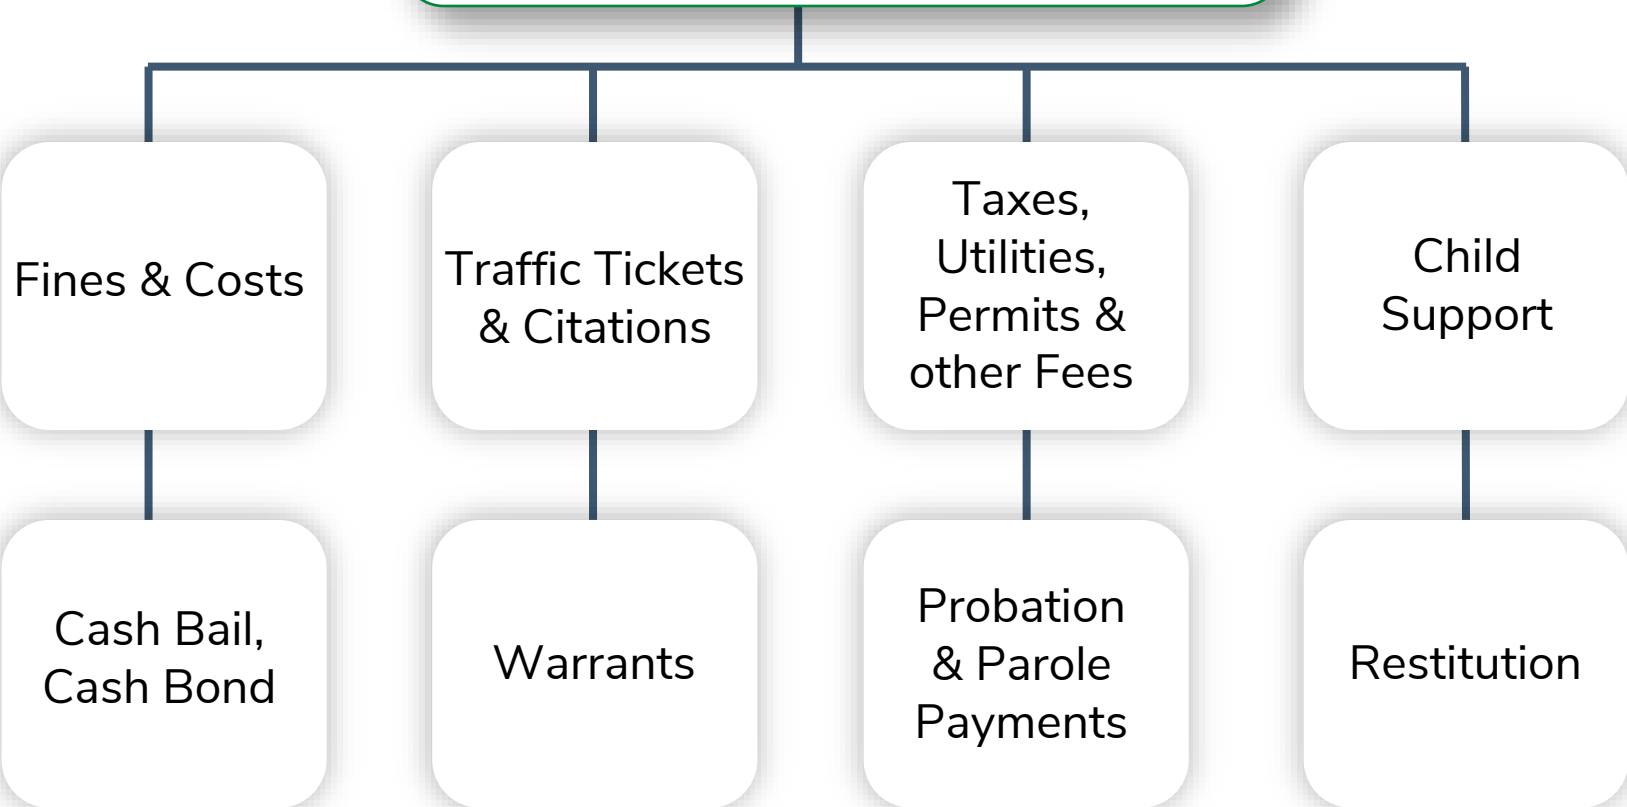 Fines & Costs
Traffic Tickets
& Citations
Taxes,
Utilities,
Permits &
other Fees
Child
Support
Cash Bail,
Cash Bond
Warrants
Probation
& Parole
Payments
Restitution